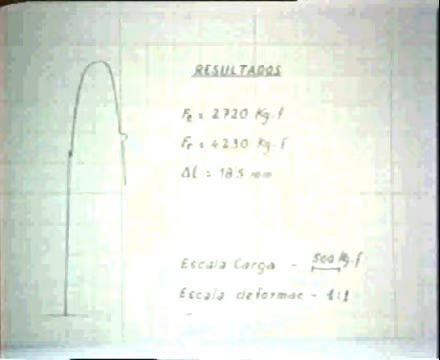 RESULTADOS
Fe = 2720 Kg.f
Fr = 4230 Kg.f
Δl = 18'5 mm
Escala Carga - 500 Kg.f
Escala deformac - 1:1